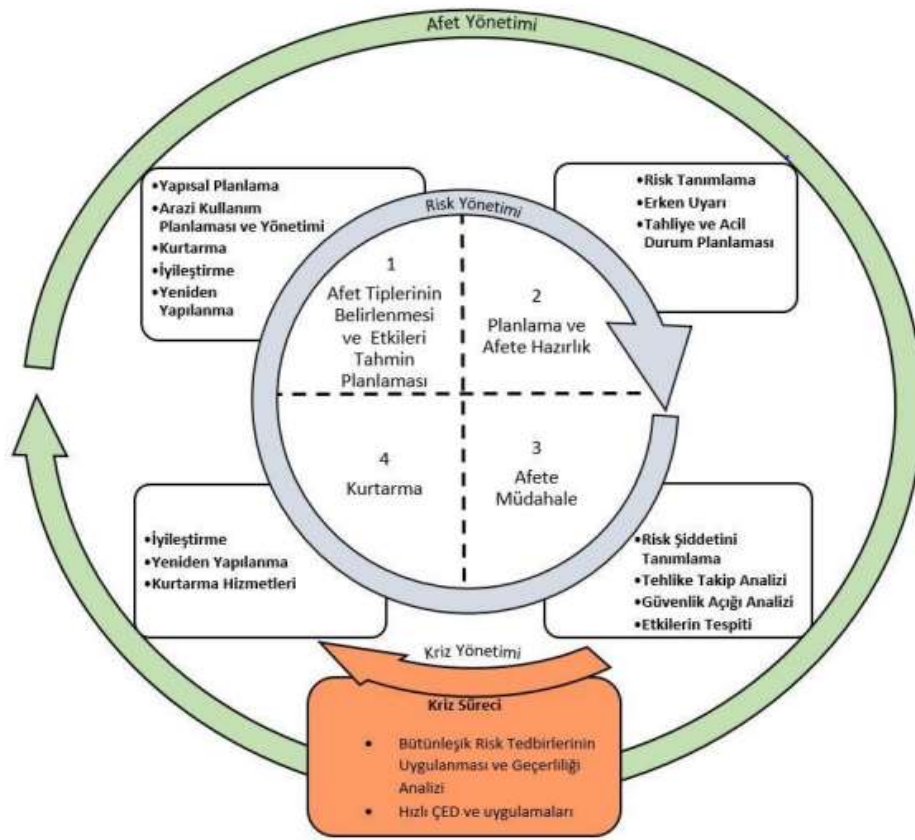 Afet Yönetimi
•Yapısal Planlama
•Arazi Kullanım
Planlaması ve Yönetimi
•Kurtarma
•İyileştirme
•Yeniden
Yapılanma
•Risk Tanımlama
•Erken Uyarı
•Tahliye ve Acil
Durum Planlaması
Risk Yönetimi
1
Afet Tiplerinin
Belirlenmesi
ve Etkileri
Tahmin
Planlaması
2
Planlama ve
Afete Hazırlık
4
Kurtarma
3
Afete
Müdahale
•İyileştirme
•Yeniden Yapılanma
•Kurtarma Hizmetleri
•Risk Şiddetini
Tanımlama
•Tehlike Takip Analizi
•Güvenlik Açığı Analizi
•Etkilerin Tespiti
Kriz Yönetimi
Kriz Süreci
• Bütünleşik Risk Tedbirlerinin
Uygulanması ve Geçerliliği
Analizi
• Hızlı ÇED ve uygulamaları